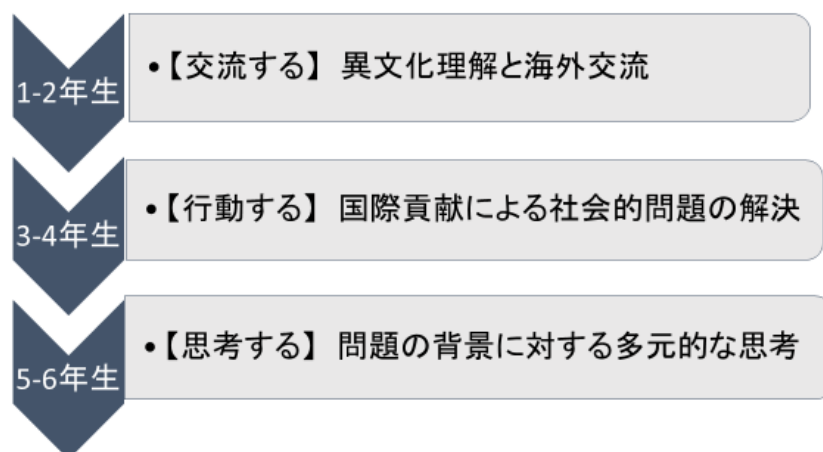 1-2年生
•【交流する】 異文化理解と海外交流
3-4年生
•【行動する】 国際貢献による社会的問題の解決
5-6年生
•【思考する】 問題の背景に対する多元的な思考